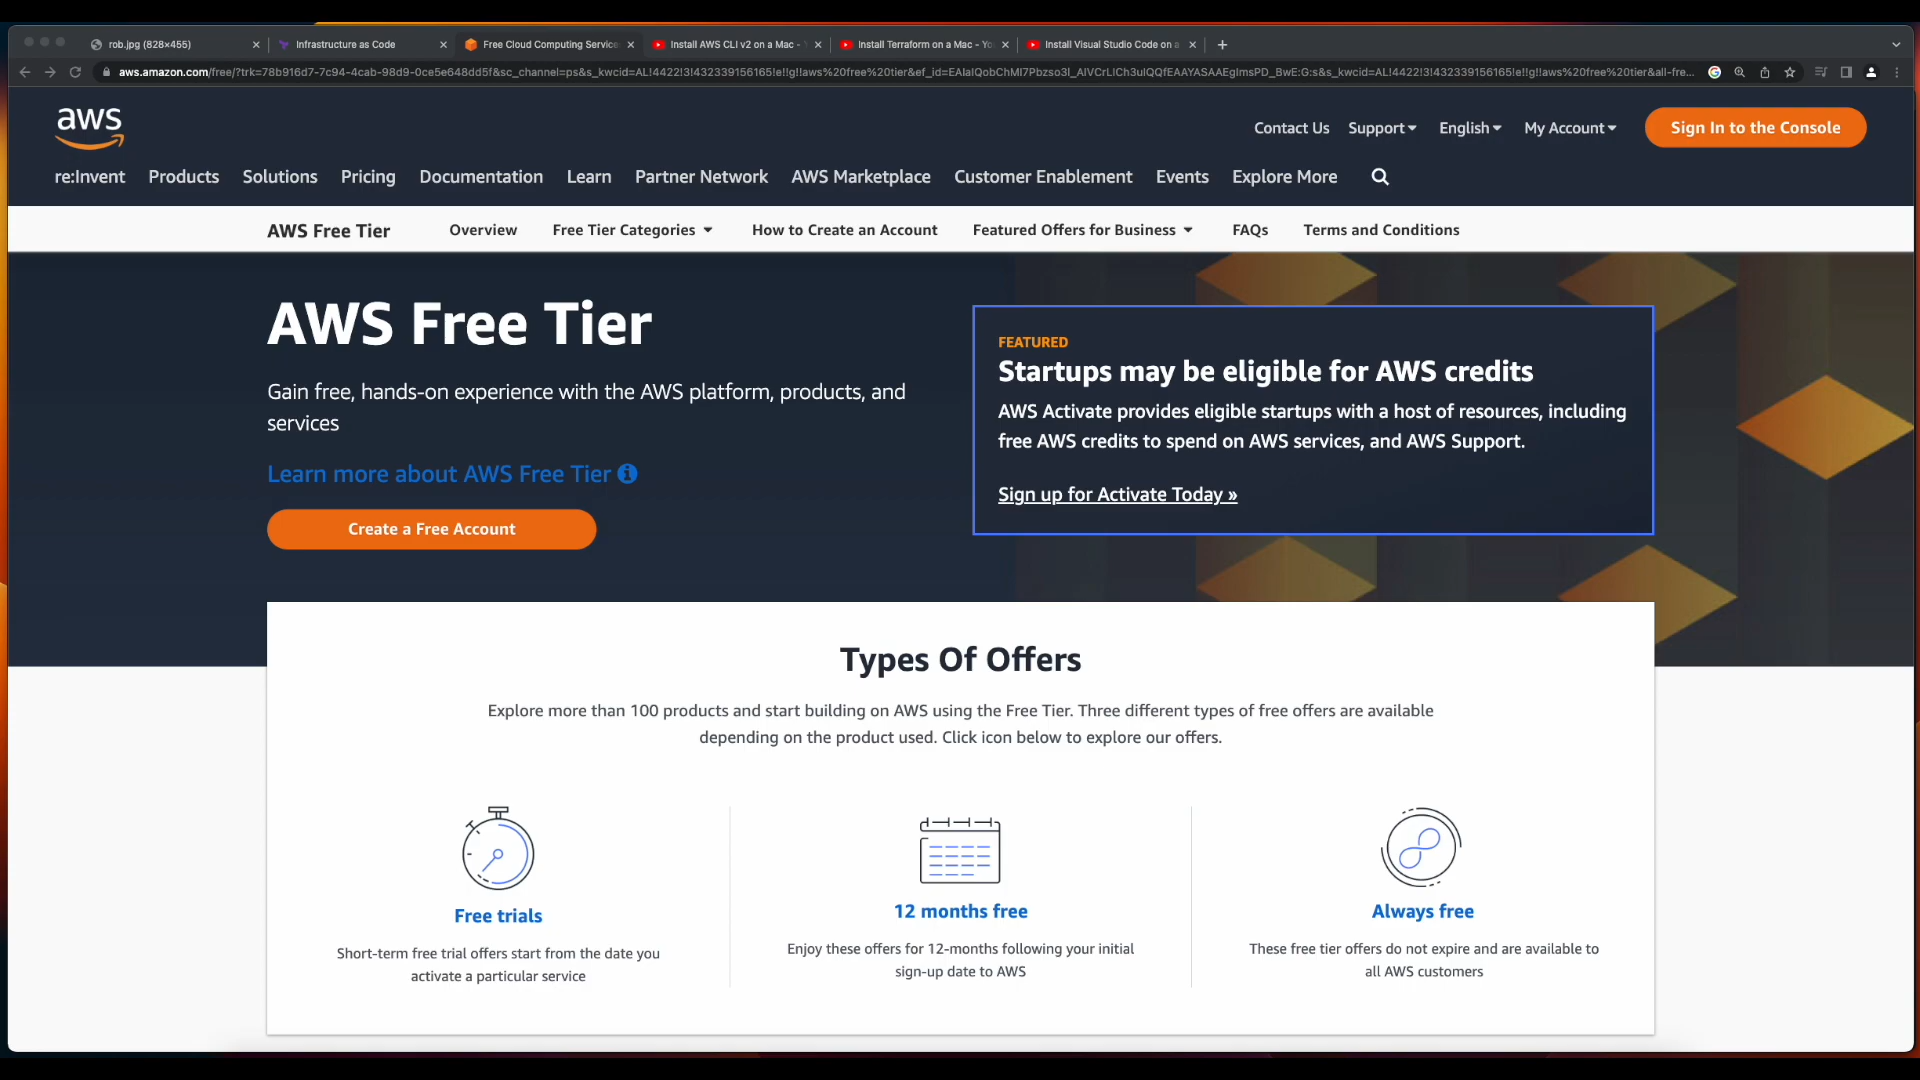 rob.jpg (828×455)
Infrastructure as Code
Free Cloud Computing Service
Install AWS CLI v2 on a Mac -
Install Terraform on a Mac - Yo
Install Visual Studio Code on a
aws.amazon.com/free/?trk=78b916d7-7c94-4cab-98d9-0ce5e648dd5f&sc_channel=ps&s_kwcid=AL!4422!3!432339156165!e!!g!!aws%20free%20tier&ef_id=
aws
Contact Us
Support
English
My Account
Sign In to the Console
re:Invent
Products
Solutions
Pricing
Documentation
Learn
Partner Network
AWS Marketplace
Customer Enablement
Events
Explore More
AWS Free Tier
Overview
Free Tier Categories
How to Create an Account
Featured Offers for Business
FAQs
Terms and Conditions
AWS Free Tier
Gain free, hands-on experience with the AWS platform, products, and
services
Learn more about AWS Free Tier
Create a Free Account
FEATURED
Startups may be eligible for AWS credits
AWS Activate provides eligible startups with a host of resources, including
free AWS credits to spend on AWS services, and AWS Support.
Sign up for Activate Today »
Types Of Offers
Explore more than 100 products and start building on AWS using the Free Tier. Three different types of free offers are available
depending on the product used. Click icon below to explore our offers.
Free trials
Short-term free trial offers start from the date you
activate a particular service
12 months free
Enjoy these offers for 12-months following your initial
sign-up date to AWS
Always free
These free tier offers do not expire and are available to
all AWS customers